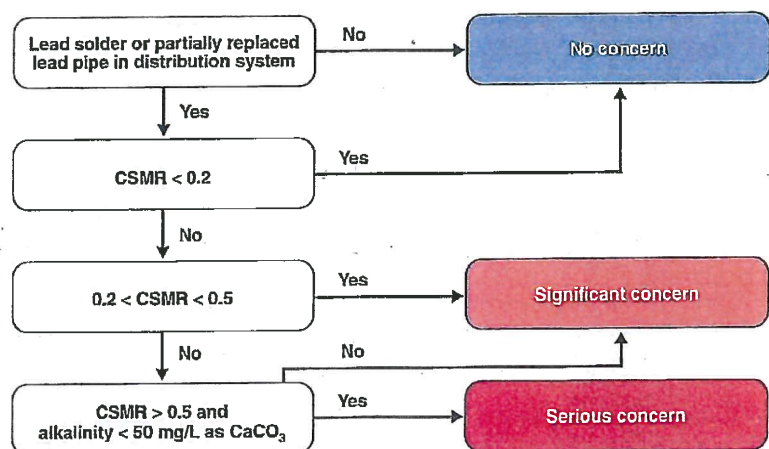 Lead solder or partially replaced
lead pipe in distribution system
No
No concern
Yes
CSMR < 0.2
Yes
No
0.2 < CSMR < 0.5
Yes
Significant concern
No
No
CSMR > 0.5 and
alkalinity < 50 mg/L as CaCO₃
Yes
Serious concern